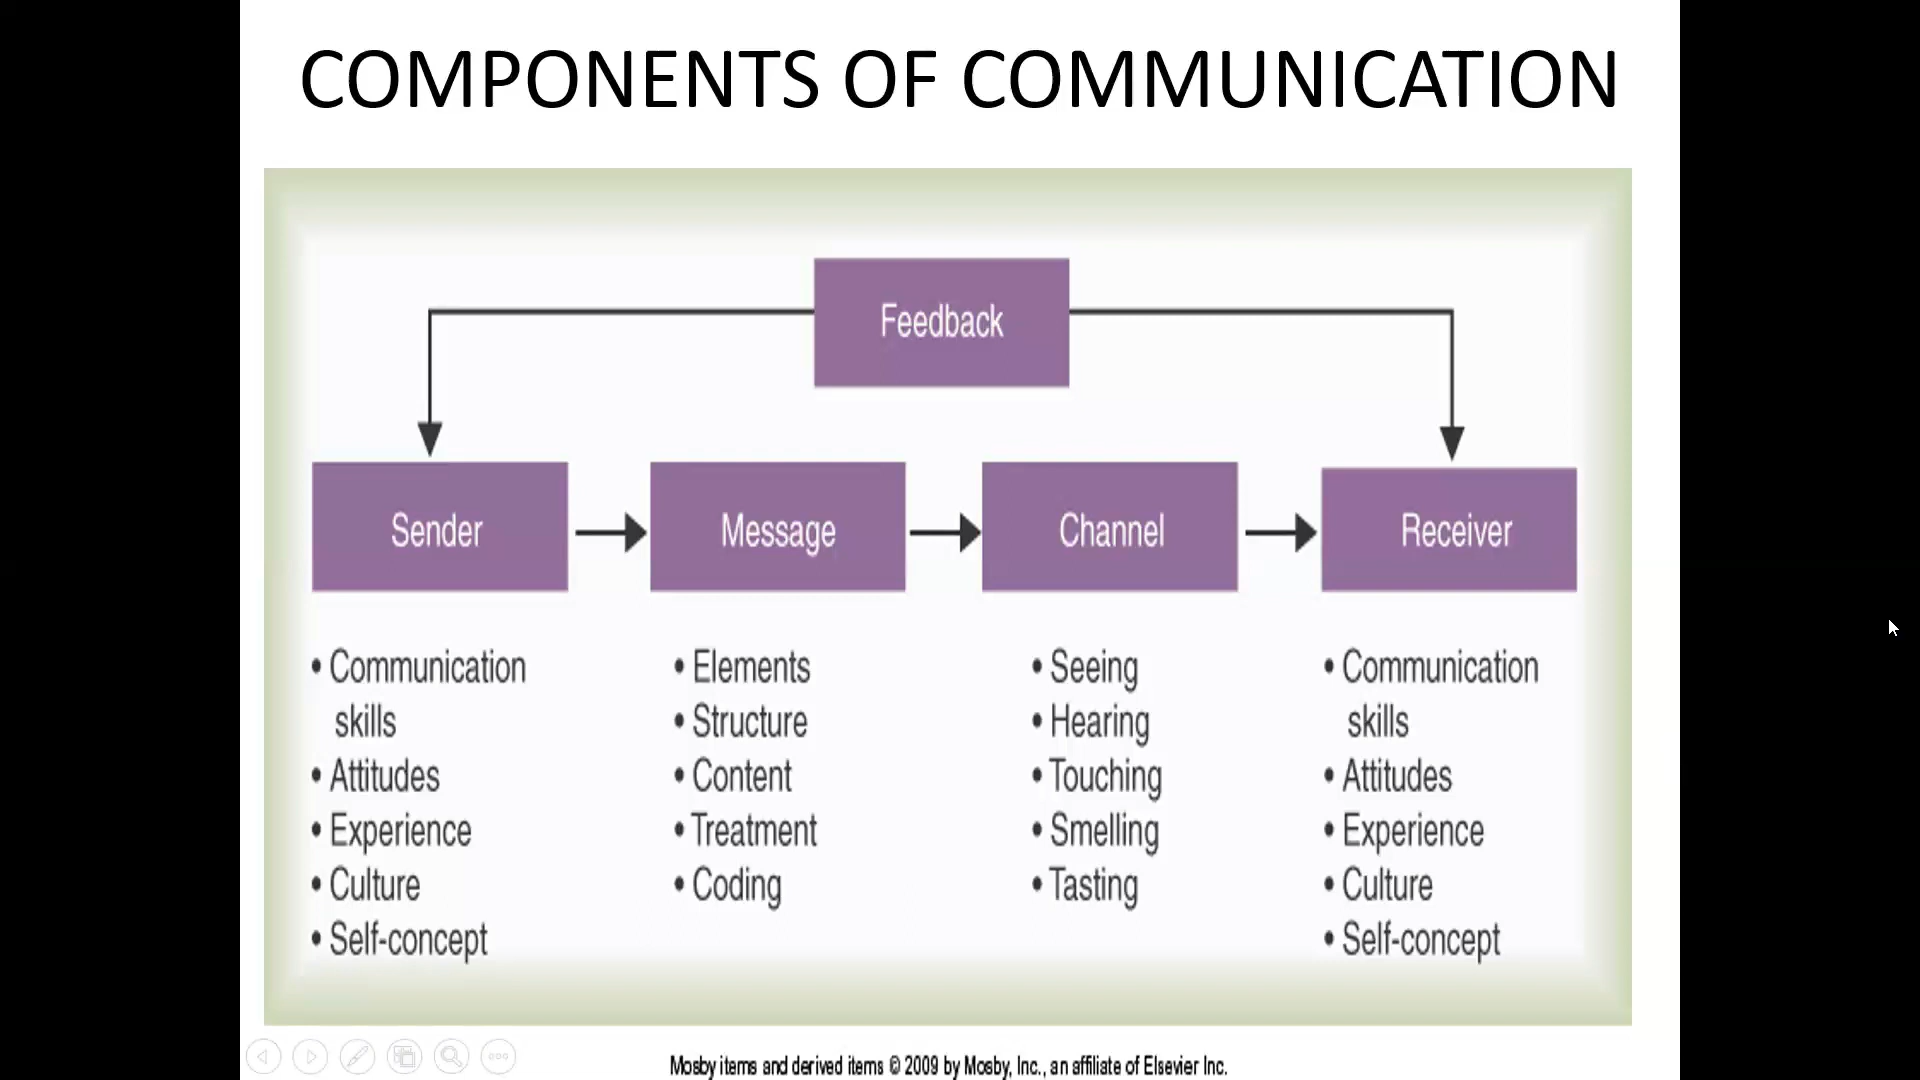 COMPONENTS OF COMMUNICATION
Feedback
Sender
Message
Channel
Receiver
• Communication
skills
• Attitudes
• Experience
• Culture
• Self-concept
• Elements
• Structure
• Content
• Treatment
• Coding
• Seeing
• Hearing
• Touching
• Smelling
• Tasting
• Communication
skills
• Attitudes
• Experience
• Culture
• Self-concept
Mosby items and derived items © 2009 by Mosby, Inc., an affiliate of Elsevier Inc.